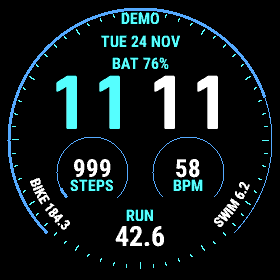 DEMO
TUE 24 NOV
BAT 76%
11 11
999
STEPS
58
BPM
BIKE 184.3
SWIM 6.2
RUN
42.6